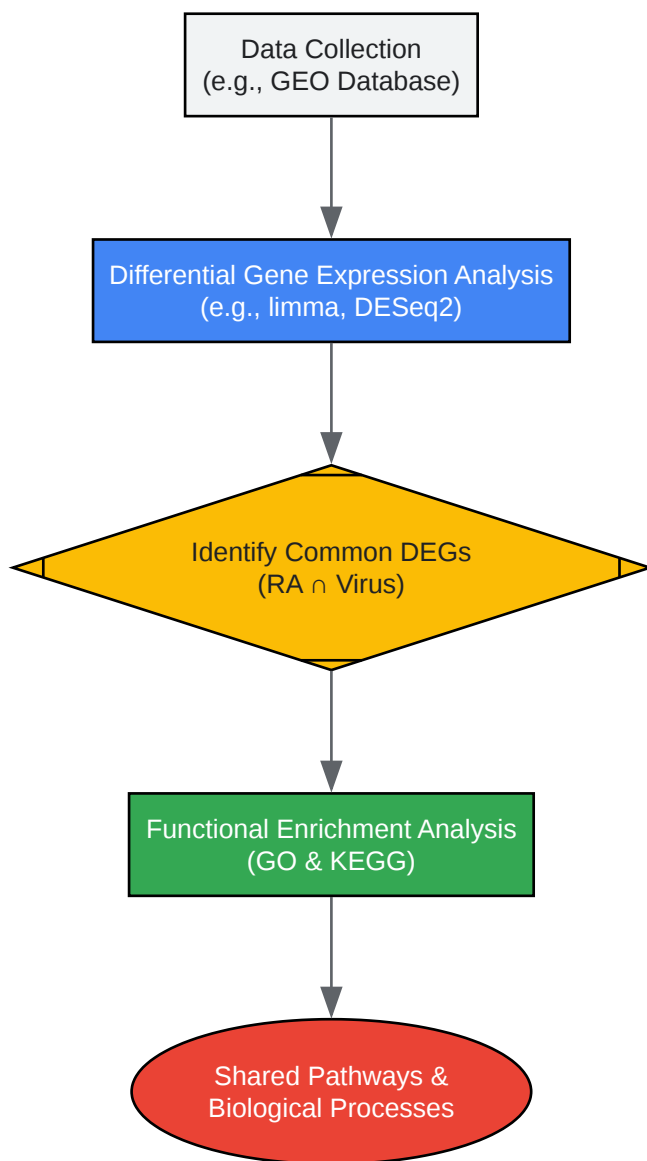 Data Collection
(e.g., GEO Database)
Differential Gene Expression Analysis
(e.g., limma, DESeq2)
Identify Common DEGs
(RA ∩ Virus)
Functional Enrichment Analysis
(GO & KEGG)
Shared Pathways &
Biological Processes